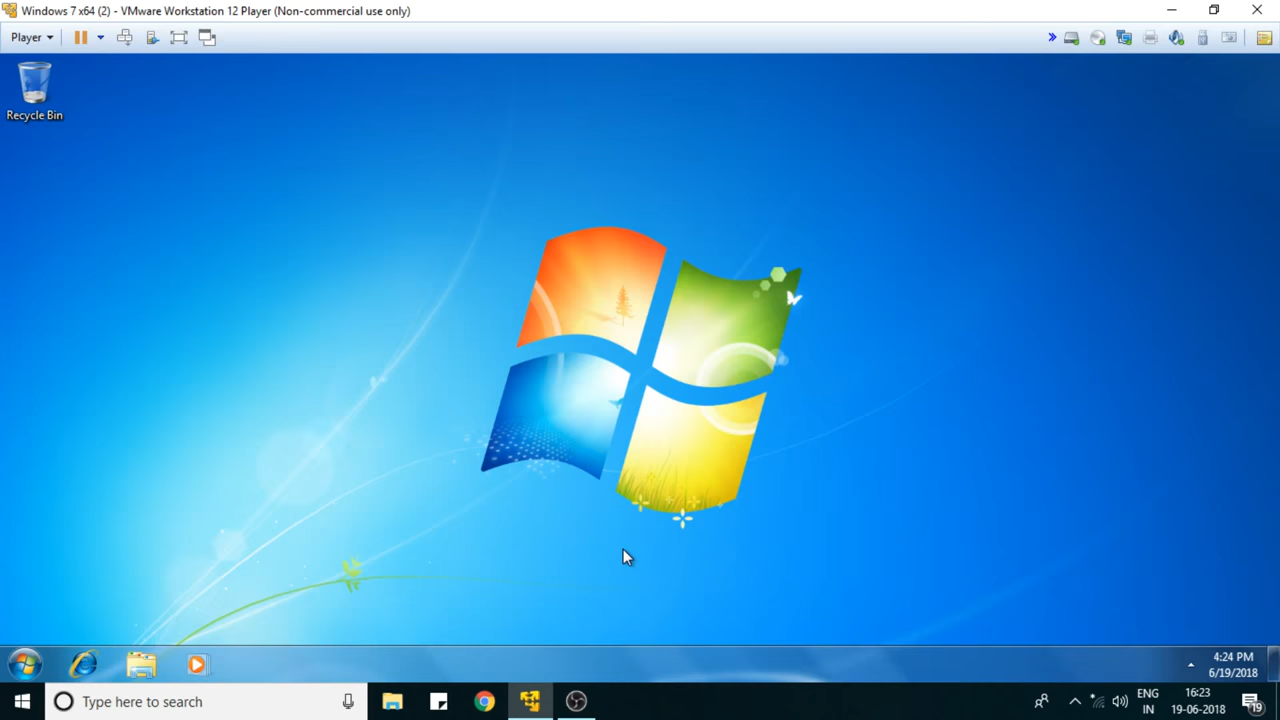 Windows 7 x64 (2) - VMware Workstation 12 Player (Non-commercial use only)
Player
Recycle Bin
4:24 PM
6/19/2018
Type here to search
ENG
IN
16:23
19-06-2018
19